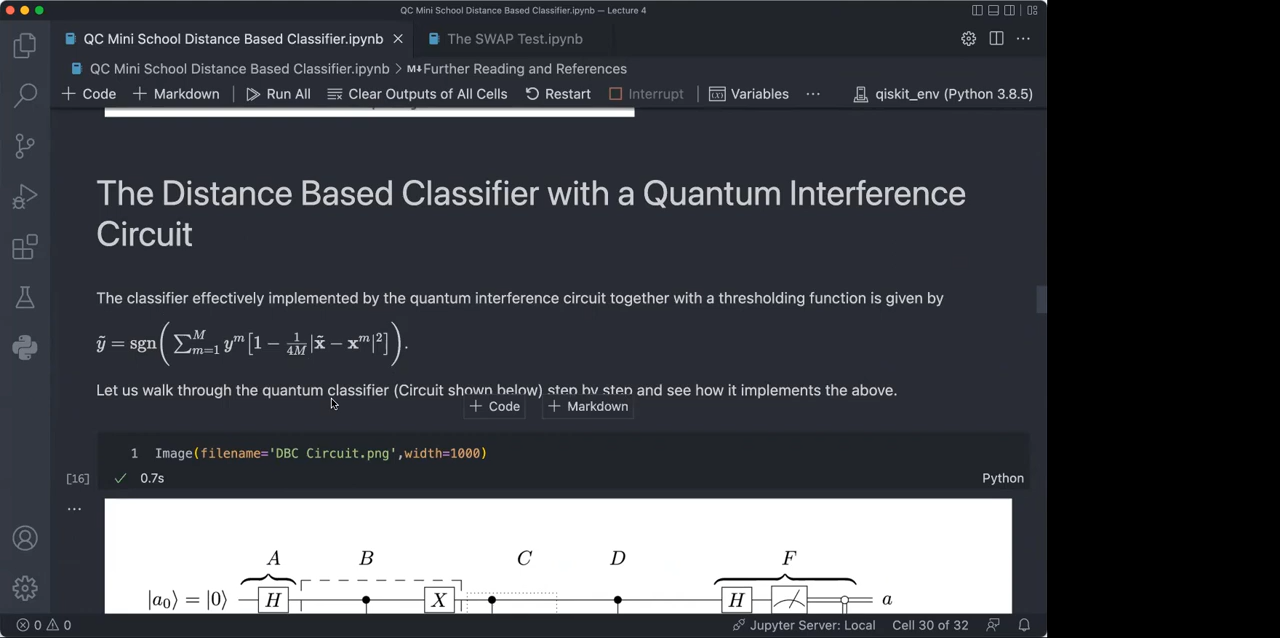 QC Mini School Distance Based Classifier.ipynb — Lecture 4
QC Mini School Distance Based Classifier.ipynb
The SWAP Test.ipynb
QC Mini School Distance Based Classifier.ipynb > M↓Further Reading and References
+ Code + Markdown Run All Clear Outputs of All Cells Restart Interrupt Variables ... qiskit_env (Python 3.8.5)
The Distance Based Classifier with a Quantum Interference
Circuit
The classifier effectively implemented by the quantum interference circuit together with a thresholding function is given by
ỹ = sgn(∑_{m=1}^{M} y^m [1 − 1/4M |x̃ − x^m|²]).
Let us walk through the quantum classifier (Circuit shown below) step by step and see how it implements the above.
+ Code + Markdown
1 Image(filename='DBC Circuit.png',width=1000)
[16] 0.7s Python
...
A B C D F
|a₀⟩ = |0⟩ H X H a
0 0 Jupyter Server: Local Cell 30 of 32